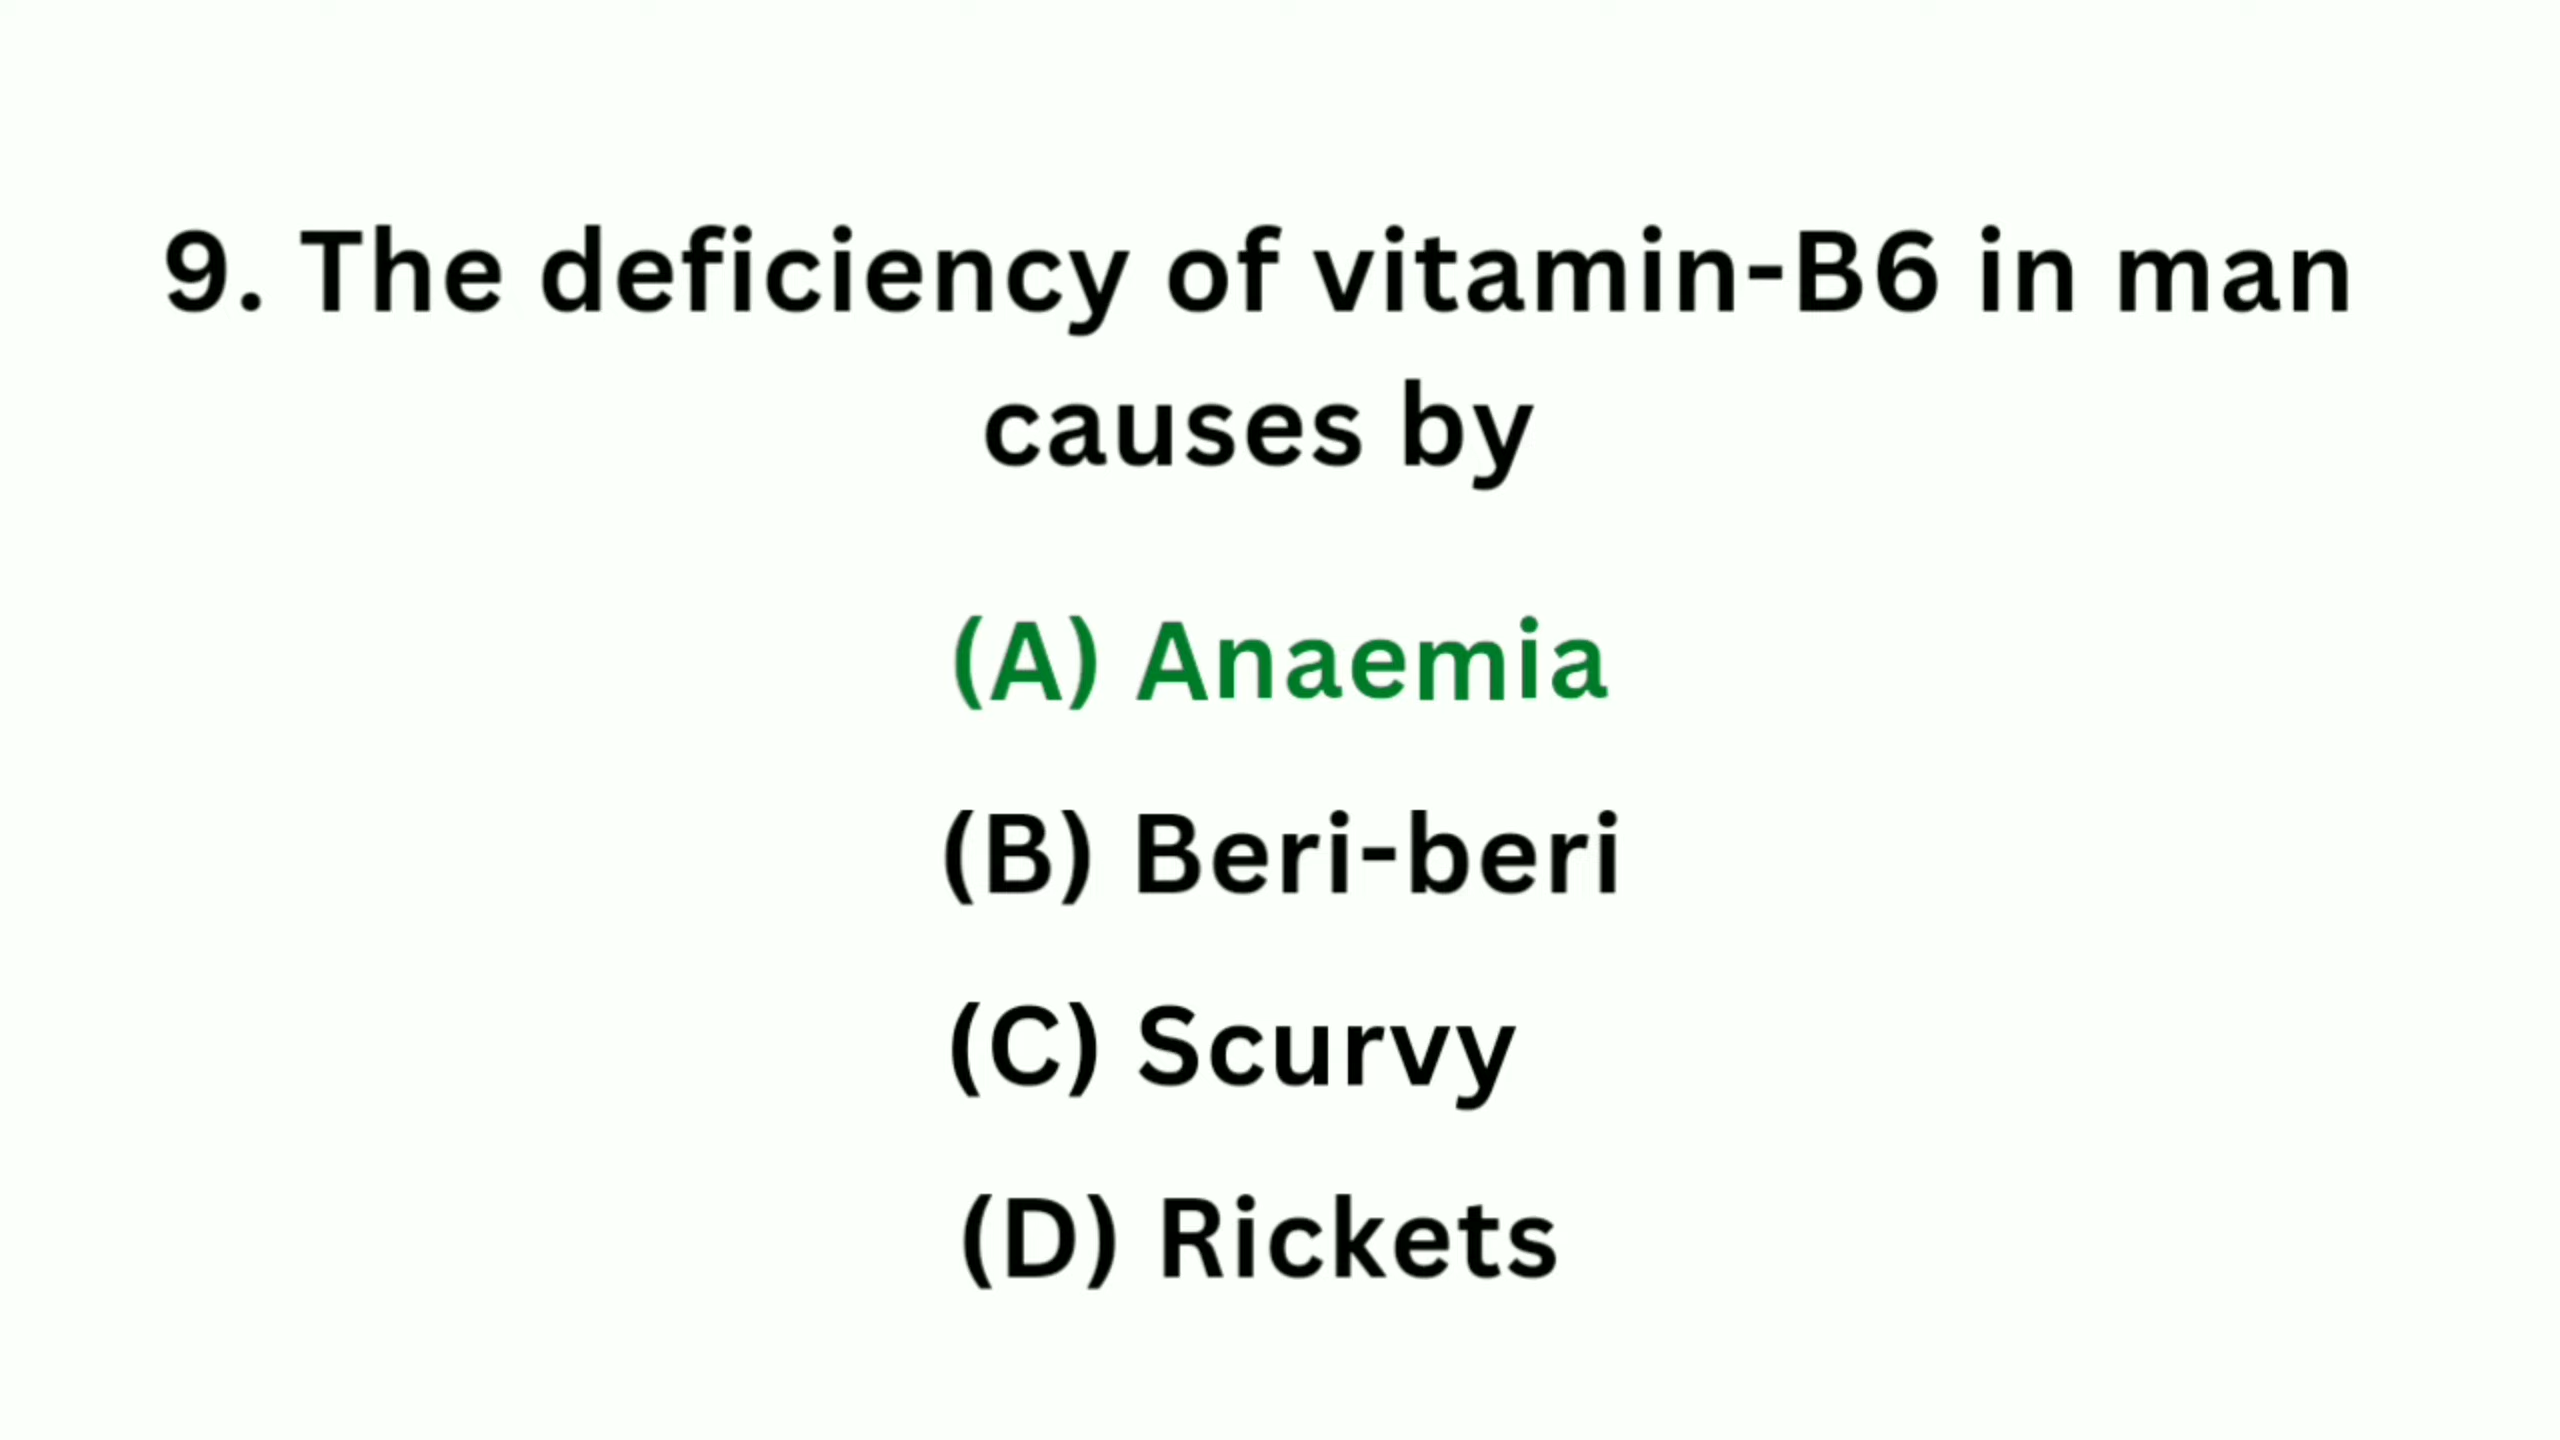 9. The deficiency of vitamin-B6 in man
causes by
(A) Anaemia
(B) Beri-beri
(C) Scurvy
(D) Rickets